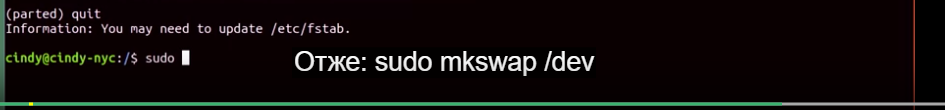 (parted) quit
Information: You may need to update /etc/fstab.
cindy@cindy-nyc:/$ sudo
Отже: sudo mkswap /dev